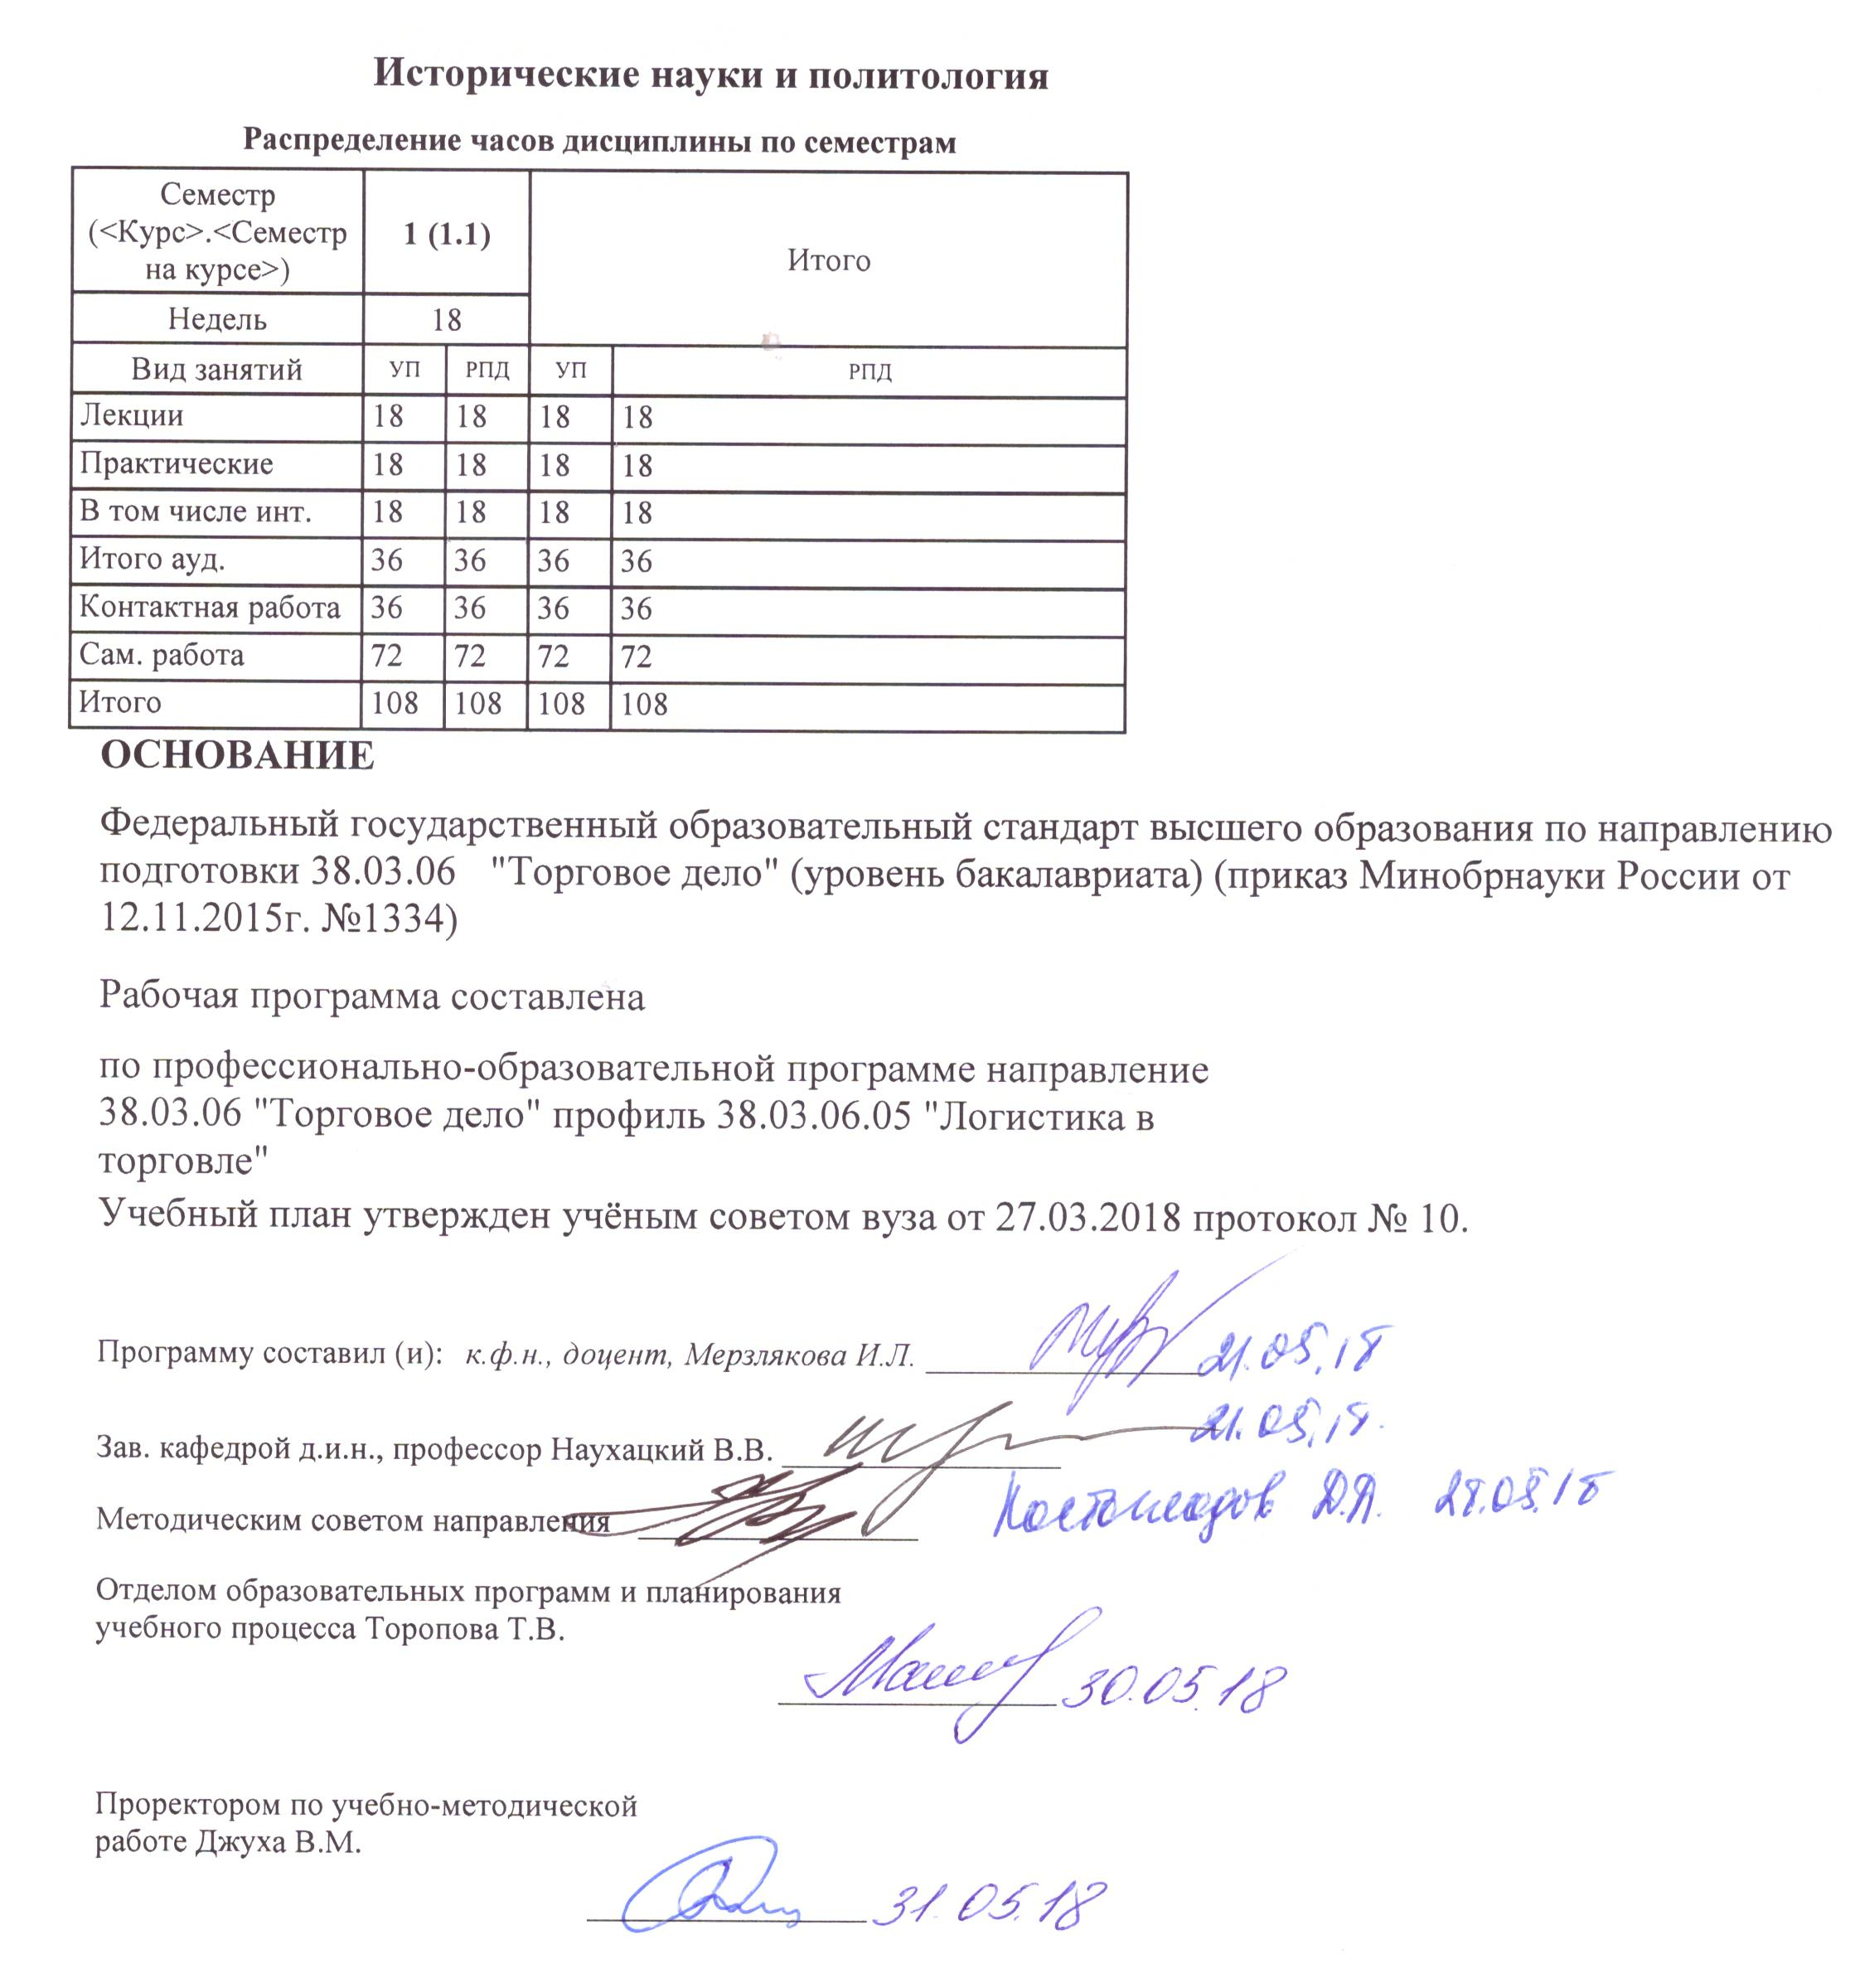 Исторические науки и политология
Распределение часов дисциплины по семестрам
Семестр
(<Курс>.<Семестр
на курсе>)
1 (1.1)
Итого
Недель
18
Вид занятий УП РПД УП РПД
Лекции 18 18 18 18
Практические 18 18 18 18
В том числе инт. 18 18 18 18
Итого ауд. 36 36 36 36
Контактная работа 36 36 36 36
Сам. работа 72 72 72 72
Итого 108 108 108 108
ОСНОВАНИЕ
Федеральный государственный образовательный стандарт высшего образования по направлению
подготовки 38.03.06 "Торговое дело" (уровень бакалавриата) (приказ Минобрнауки России от
12.11.2015г. №1334)
Рабочая программа составлена
по профессионально-образовательной программе направление
38.03.06 "Торговое дело" профиль 38.03.06.05 "Логистика в
торговле"
Учебный план утвержден учёным советом вуза от 27.03.2018 протокол № 10.
Программу составил (и): к.ф.н., доцент, Мерзлякова И.Л. 21.05.18
Зав. кафедрой д.и.н., профессор Наухацкий В.В. 21.05.18.
Методическим советом направления Д.А. 28.05.18
Отделом образовательных программ и планирования
учебного процесса Торопова Т.В.
30.05.18
Проректором по учебно-методической
работе Джуха В.М.
31.05.18